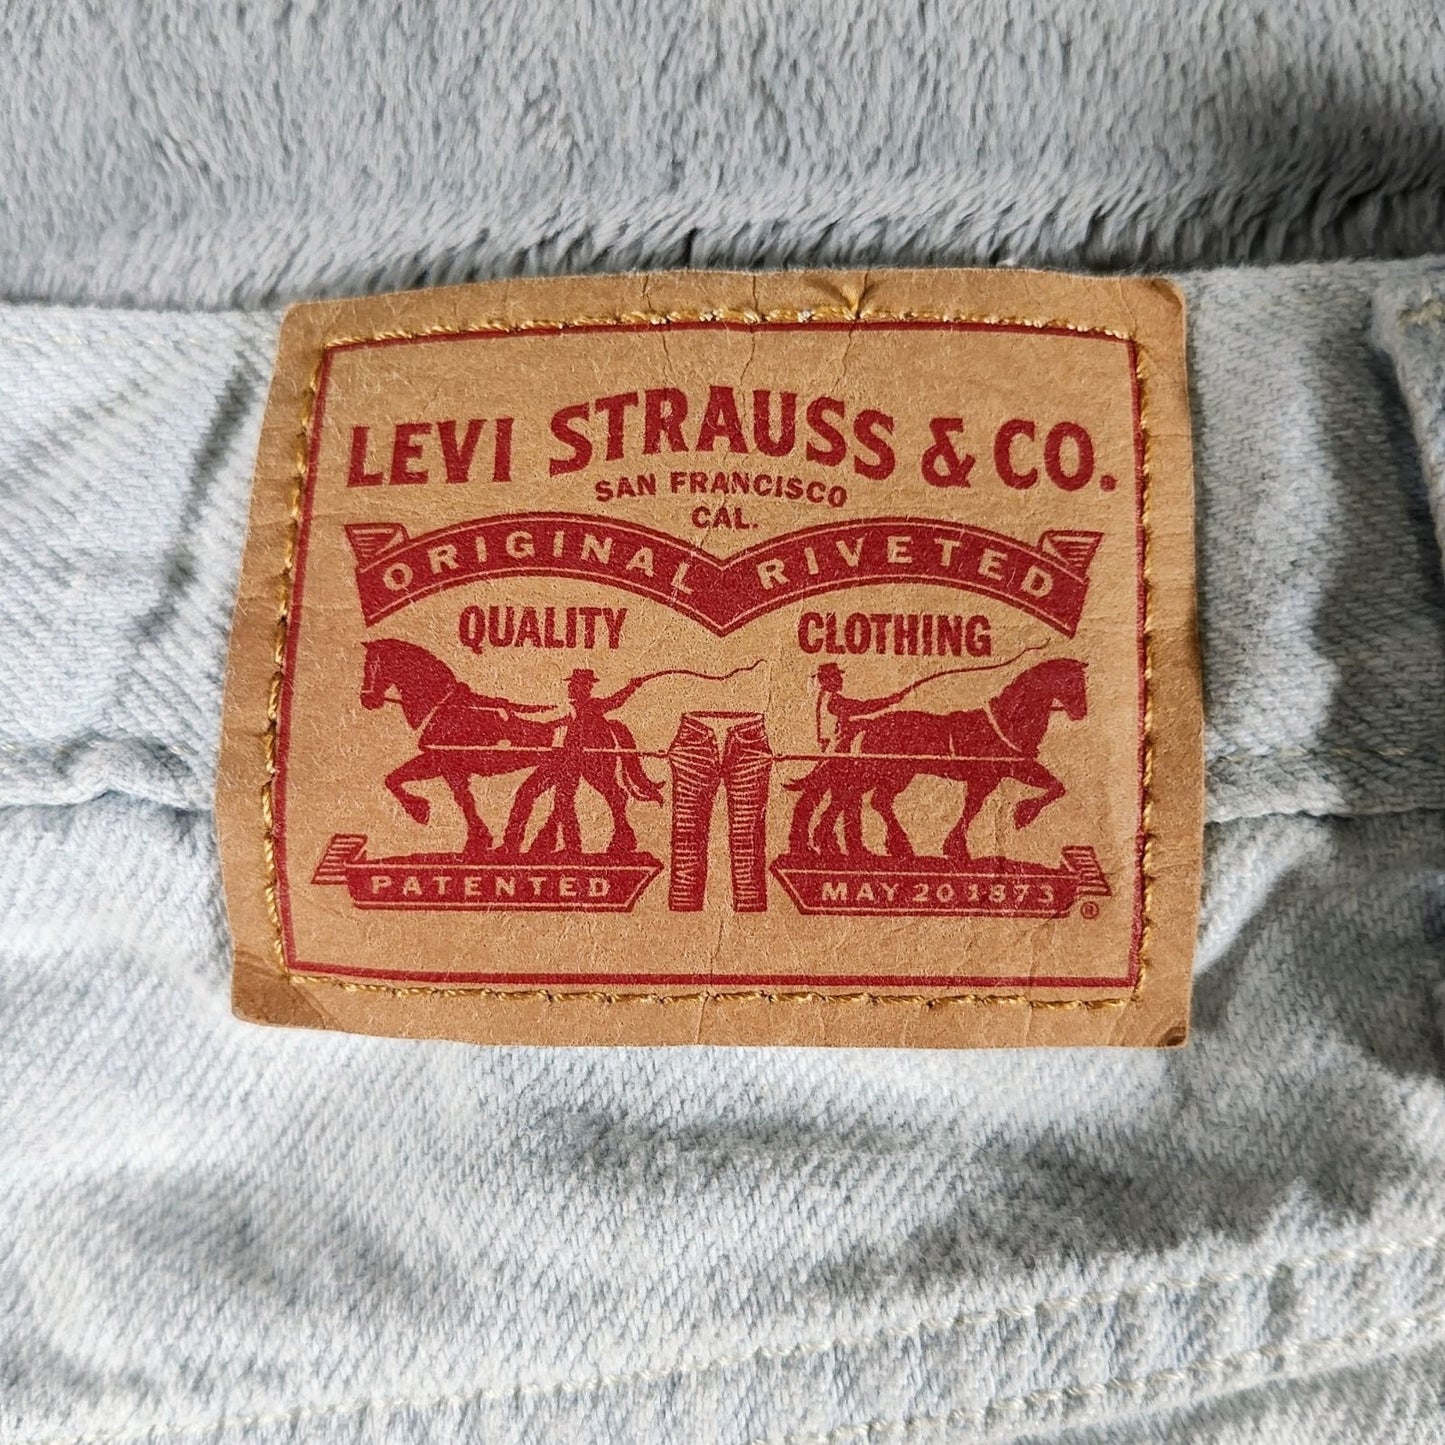 LEVI STRAUSS & CO.
SAN FRANCISCO
CAL.
ORIGINAL RIVETED
QUALITY CLOTHING
PATENTED MAY 20 1873 ®